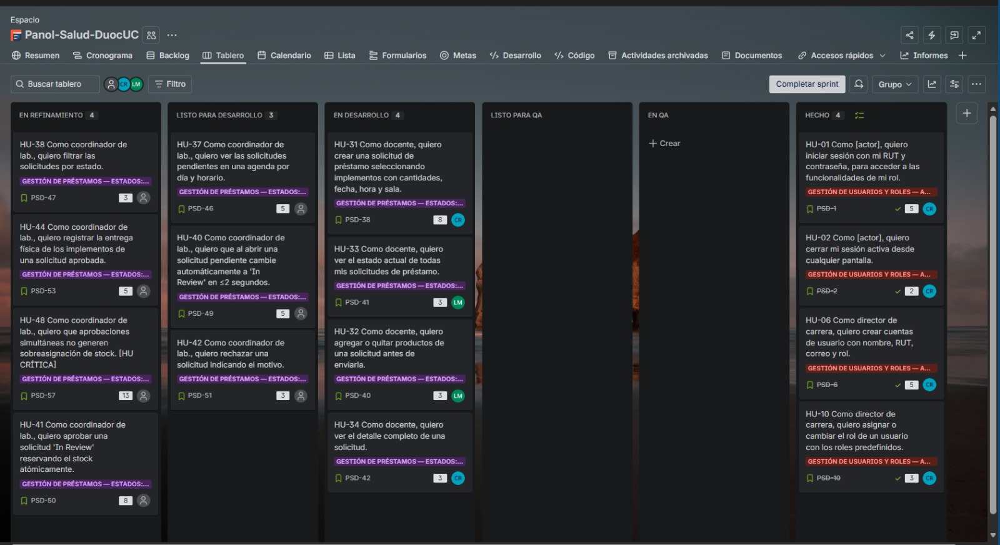 Espacio
Panol-Salud-DuocUC
Resumen Cronograma Backlog Tablero Calendario Lista Formularios Metas Desarrollo Código Actividades archivadas Documentos Accesos rápidos Informes
Buscar tablero CR LM Filtro Completar sprint Grupo
EN REFINAMIENTO 4
HU-38 Como coordinador de
lab., quiero filtrar las
solicitudes por estado.
GESTIÓN DE PRÉSTAMOS — ESTADOS:...
PSD-47 3
HU-44 Como coordinador de
lab., quiero registrar la entrega
física de los implementos de
una solicitud aprobada.
GESTIÓN DE PRÉSTAMOS — ESTADOS:...
PSD-53 5
HU-48 Como coordinador de
lab., quiero que aprobaciones
simultáneas no generen
sobreasignación de stock. [HU
CRÍTICA]
GESTIÓN DE PRÉSTAMOS — ESTADOS:...
PSD-57 13
HU-41 Como coordinador de
lab., quiero aprobar una
solicitud 'In Review'
reservando el stock
atómicamente.
GESTIÓN DE PRÉSTAMOS — ESTADOS:...
PSD-50 8
LISTO PARA DESARROLLO 3
HU-37 Como coordinador de
lab., quiero ver las solicitudes
pendientes en una agenda por
día y horario.
GESTIÓN DE PRÉSTAMOS — ESTADOS:...
PSD-46 5
HU-40 Como coordinador de
lab., quiero que al abrir una
solicitud pendiente cambie
automáticamente a 'In
Review' en ≤2 segundos.
GESTIÓN DE PRÉSTAMOS — ESTADOS:...
PSD-49 5
HU-42 Como coordinador de
lab., quiero rechazar una
solicitud indicando el motivo.
GESTIÓN DE PRÉSTAMOS — ESTADOS:...
PSD-51 3
EN DESARROLLO 4
HU-31 Como docente, quiero
crear una solicitud de
préstamo seleccionando
implementos con cantidades,
fecha, hora y sala.
GESTIÓN DE PRÉSTAMOS — ESTADOS:...
PSD-38 8 CR
HU-33 Como docente, quiero
ver el estado actual de todas
mis solicitudes de préstamo.
GESTIÓN DE PRÉSTAMOS — ESTADOS:...
PSD-41 3 LM
HU-32 Como docente, quiero
agregar o quitar productos de
una solicitud antes de
enviarla.
GESTIÓN DE PRÉSTAMOS — ESTADOS:...
PSD-40 3 LM
HU-34 Como docente, quiero
ver el detalle completo de una
solicitud.
GESTIÓN DE PRÉSTAMOS — ESTADOS:...
PSD-42 3 CR
LISTO PARA QA
EN QA
Crear
HECHO 4
HU-01 Como [actor], quiero
iniciar sesión con mi RUT y
contraseña, para acceder a las
funcionalidades de mi rol.
GESTIÓN DE USUARIOS Y ROLES — A...
PSD-1 5 CR
HU-02 Como [actor], quiero
cerrar mi sesión activa desde
cualquier pantalla.
GESTIÓN DE USUARIOS Y ROLES — A...
PSD-2 2 CR
HU-06 Como director de
carrera, quiero crear cuentas
de usuario con nombre, RUT,
correo y rol.
GESTIÓN DE USUARIOS Y ROLES — A...
PSD-6 5 CR
HU-10 Como director de
carrera, quiero asignar o
cambiar el rol de un usuario
con los roles predefinidos.
GESTIÓN DE USUARIOS Y ROLES — A...
PSD-10 3 CR